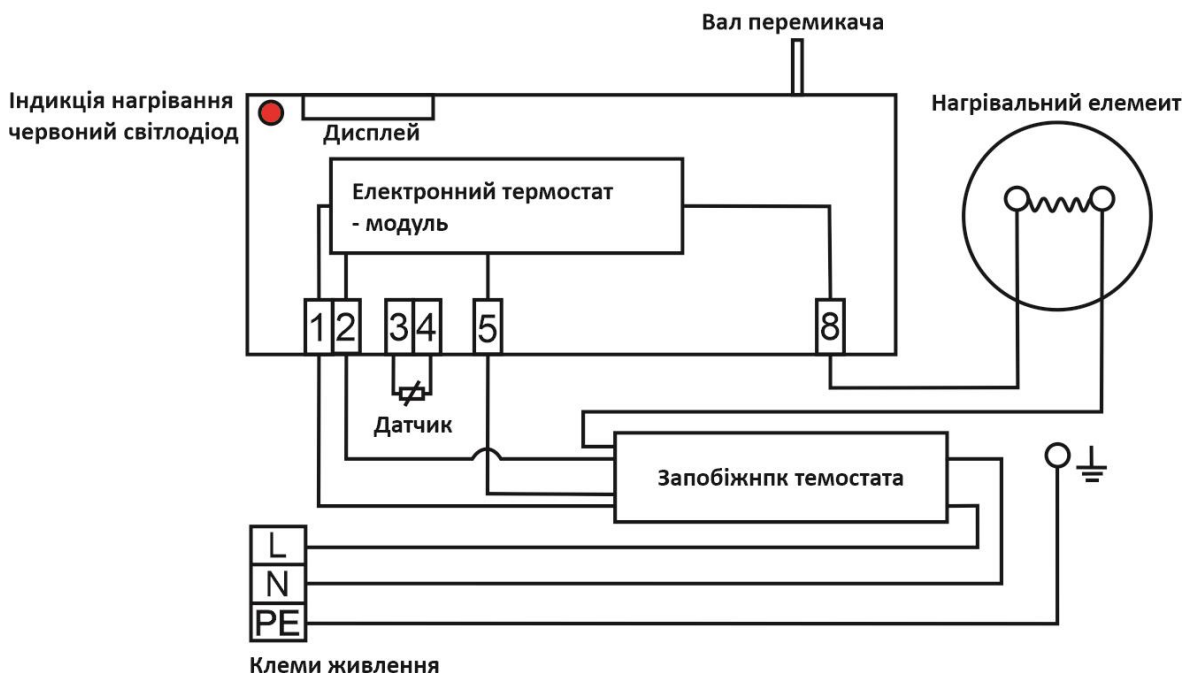 Вал перемикача
Індикція нагрівання
червоний світлодіод
Дисплей
Нагрівальний елемент
Електронний термостат
- модуль
1 2 3 4 5 8
Датчик
Запобіжнпк темостата
L
N
PE
Клеми живлення